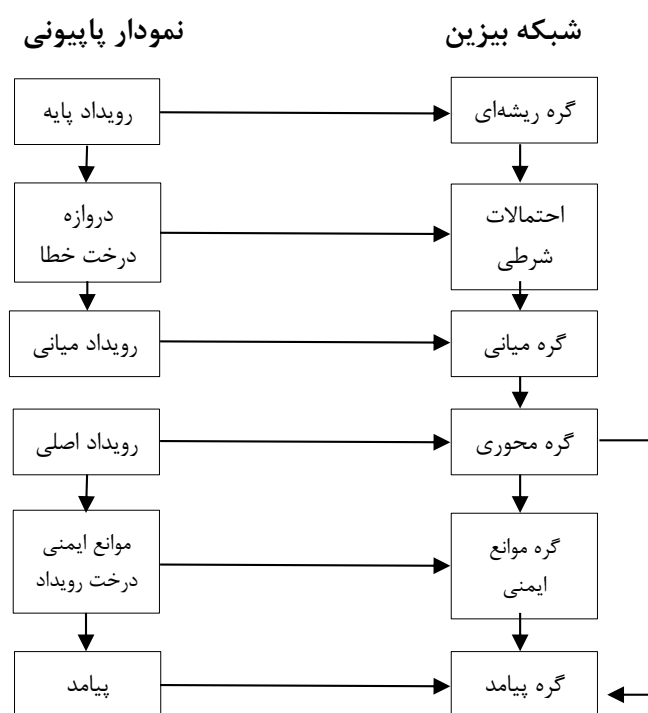 شبکه بیزین
نمودار پاپیونی
گره ریشه‌ای
رویداد پایه
احتمالات
شرطی
دروازه
درخت خطا
گره میانی
رویداد میانی
گره محوری
رویداد اصلی
گره موانع
ایمنی
موانع ایمنی
درخت رویداد
گره پیامد
پیامد